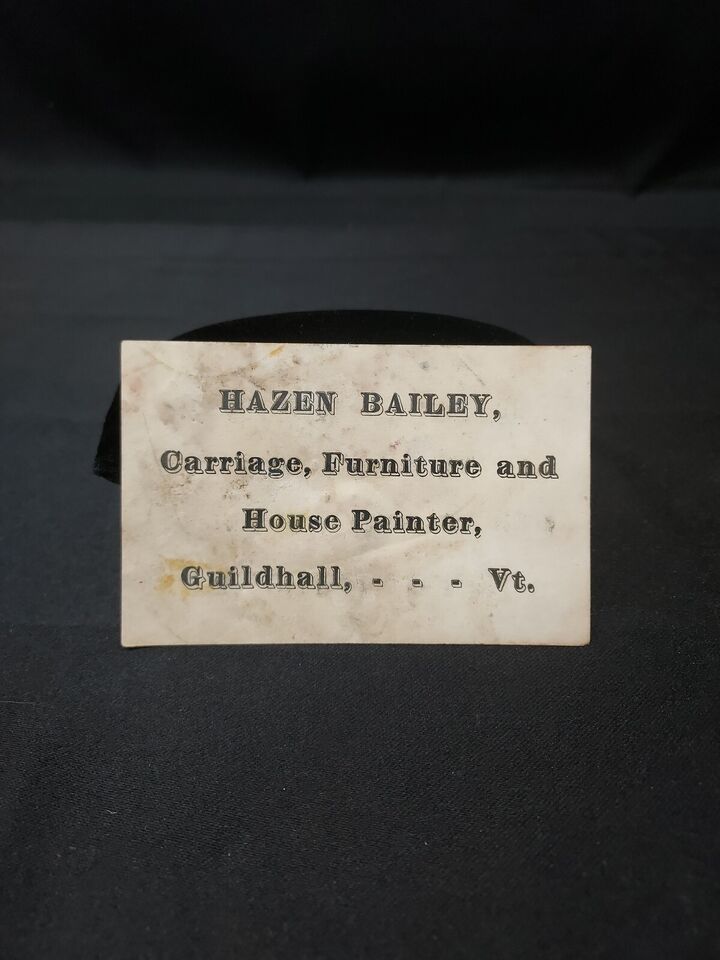 HAZEN BAILEY,
Carriage, Furniture and
House Painter,
Guildhall, - - - Vt.